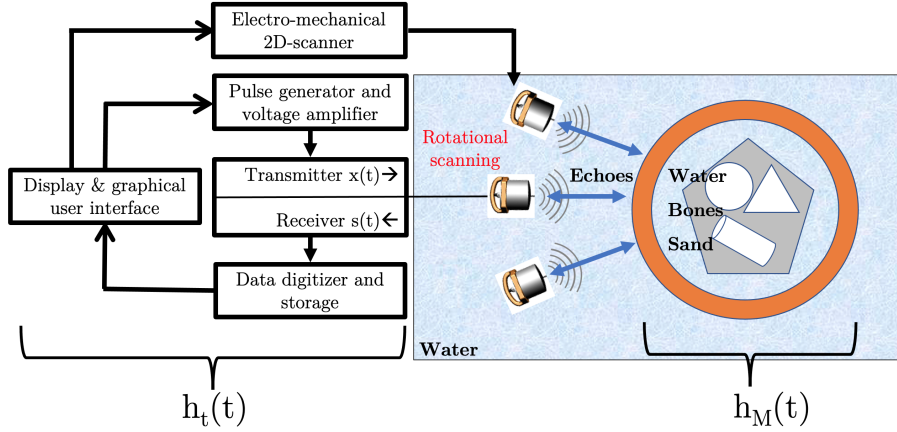 Electro-mechanical
2D-scanner
Pulse generator and
voltage amplifier
Rotational
scanning
Transmitter x(t)→
Echoes
Water
Display & graphical
user interface
Bones
Receiver s(t)←
Sand
Data digitizer and
storage
Water
h_t(t)
h_M(t)